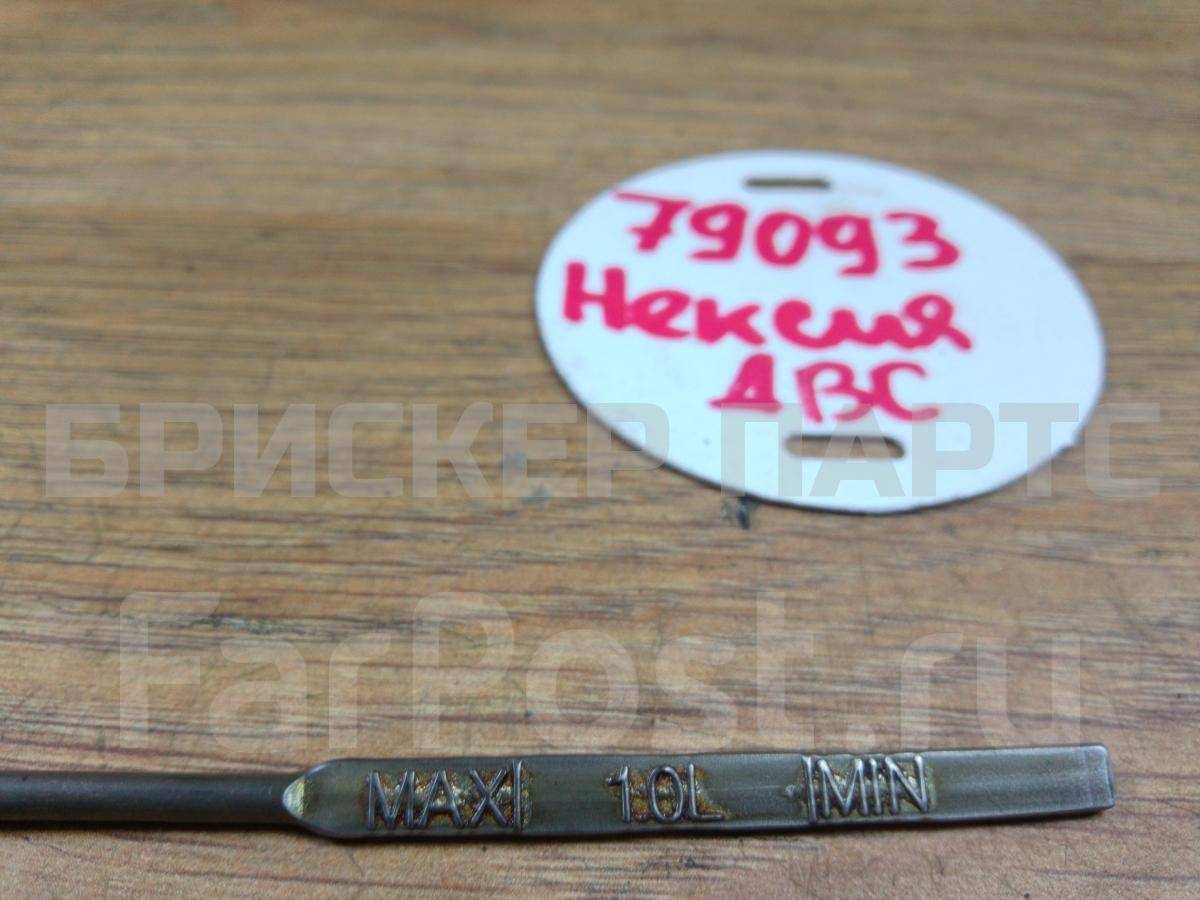 79093
Нексия
ДВС
БРИСКЕР ПАРТС
FarPost.ru
MAX 1.0L MIN